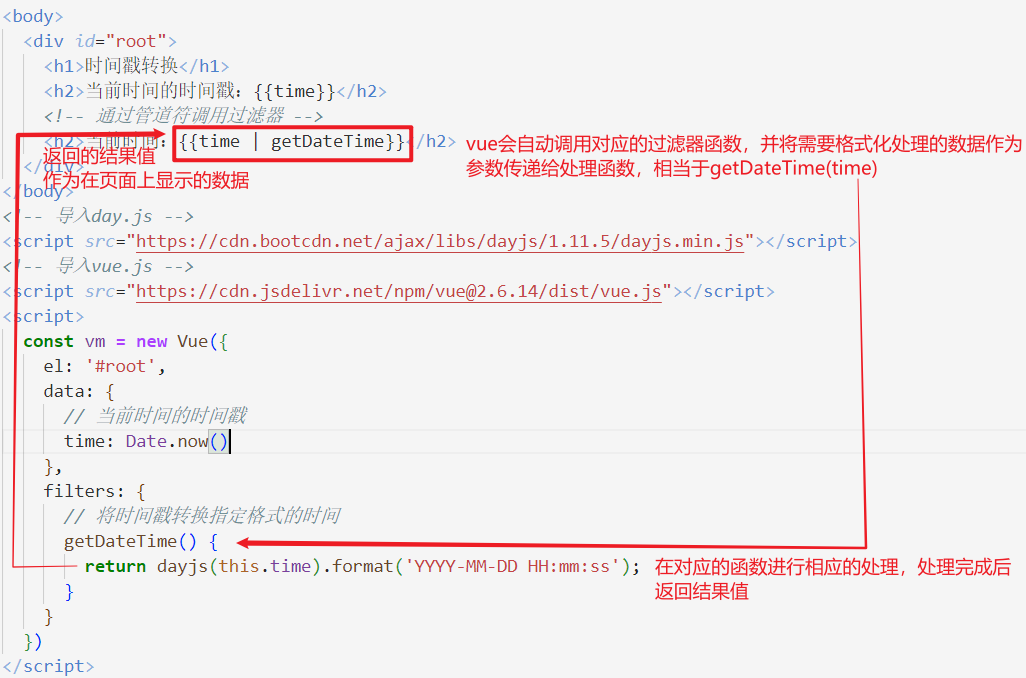 <body>
<div id="root">
<h1>时间戳转换</h1>
<h2>当前时间的时间戳：{{time}}</h2>
<!-- 通过管道符调用过滤器 -->
<h2>当前时间：{{time | getDateTime}}</h2>
vue会自动调用对应的过滤器函数，并将需要格式化处理的数据作为
参数传递给处理函数，相当于getDateTime(time)
返回的结果值
作为在页面上显示的数据
</div>
</body>
<!-- 导入day.js -->
<script src="https://cdn.bootcdn.net/ajax/libs/dayjs/1.11.5/dayjs.min.js"></script>
<!-- 导入vue.js -->
<script src="https://cdn.jsdelivr.net/npm/vue@2.6.14/dist/vue.js"></script>
<script>
const vm = new Vue({
el: '#root',
data: {
// 当前时间的时间戳
time: Date.now()
},
filters: {
// 将时间戳转换指定格式的时间
getDateTime() {
return dayjs(this.time).format('YYYY-MM-DD HH:mm:ss');
在对应的函数进行相应的处理，处理完成后
返回结果值
}
}
})
</script>